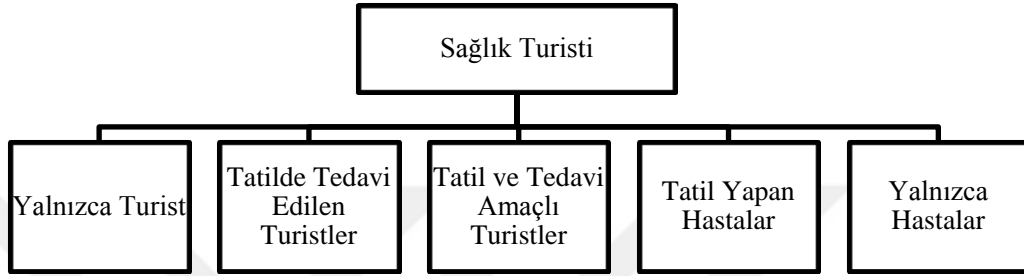 Sağlık Turisti
Yalnızca Turist
Tatilde Tedavi
Edilen
Turistler
Tatil ve Tedavi
Amaçlı
Turistler
Tatil Yapan
Hastalar
Yalnızca
Hastalar